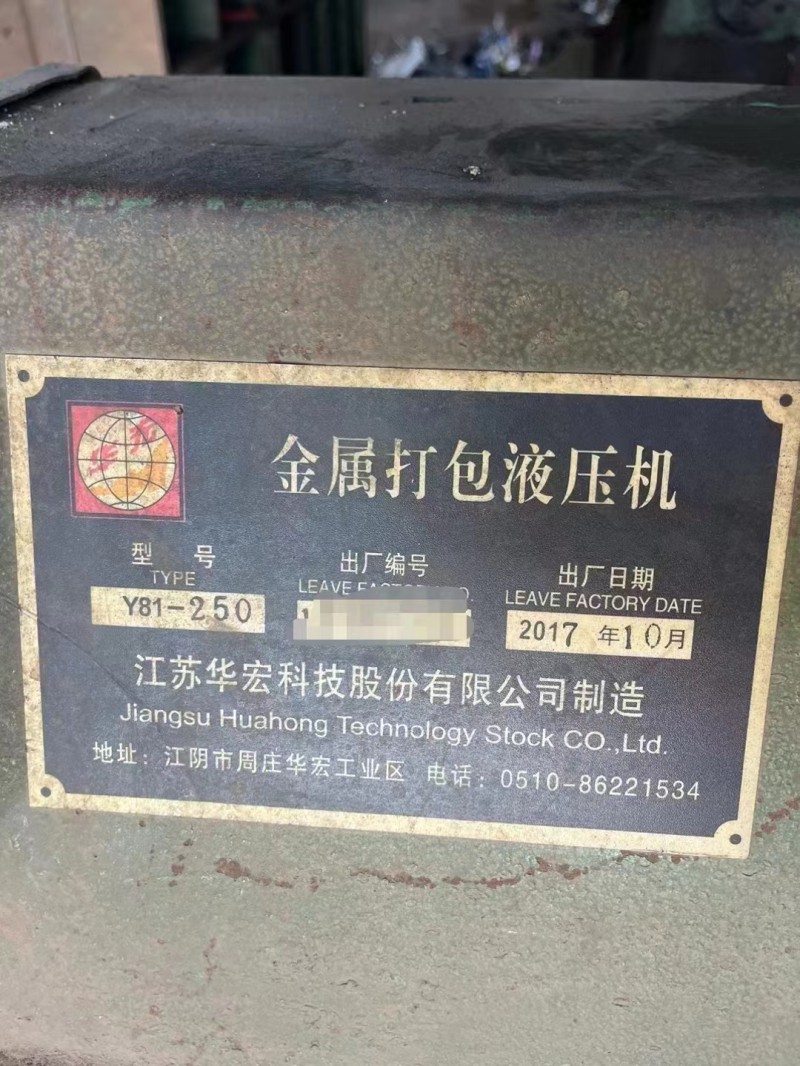 金属打包液压机
型 号 出厂编号 出厂日期
TYPE LEAVE FACTORY LEAVE FACTORY DATE
Y81-250 2017 年10月
江苏华宏科技股份有限公司制造
Jiangsu Huahong Technology Stock CO.,Ltd.
地址：江阴市周庄华宏工业区 电话：0510-86221534